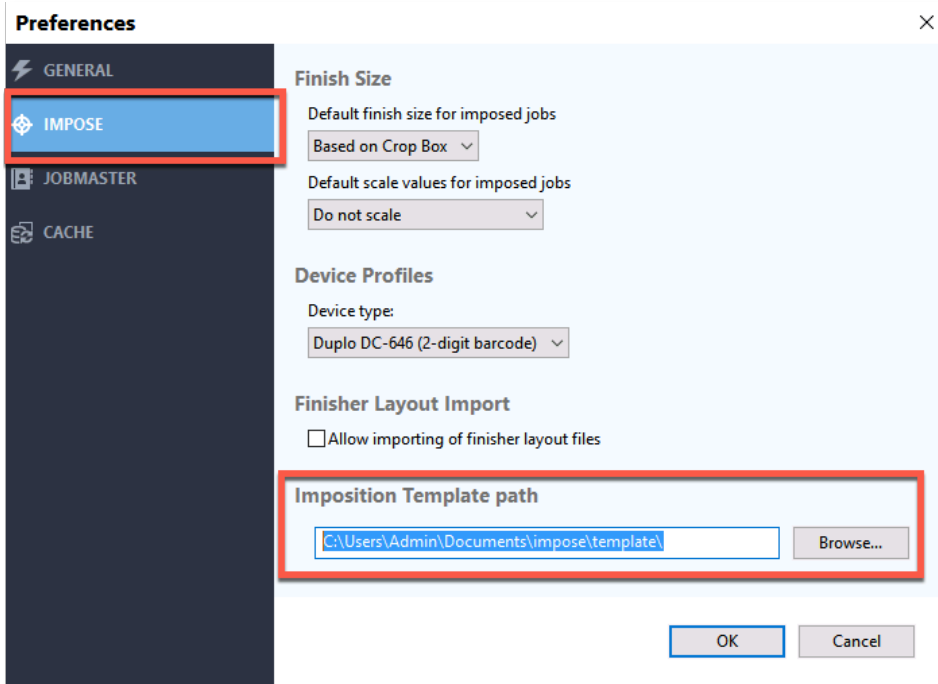 Preferences
GENERAL
IMPOSE
JOBMASTER
CACHE
Finish Size
Default finish size for imposed jobs
Based on Crop Box
Default scale values for imposed jobs
Do not scale
Device Profiles
Device type:
Duplo DC-646 (2-digit barcode)
Finisher Layout Import
Allow importing of finisher layout files
Imposition Template path
C:\Users\Admin\Documents\impose\template\
Browse...
OK
Cancel